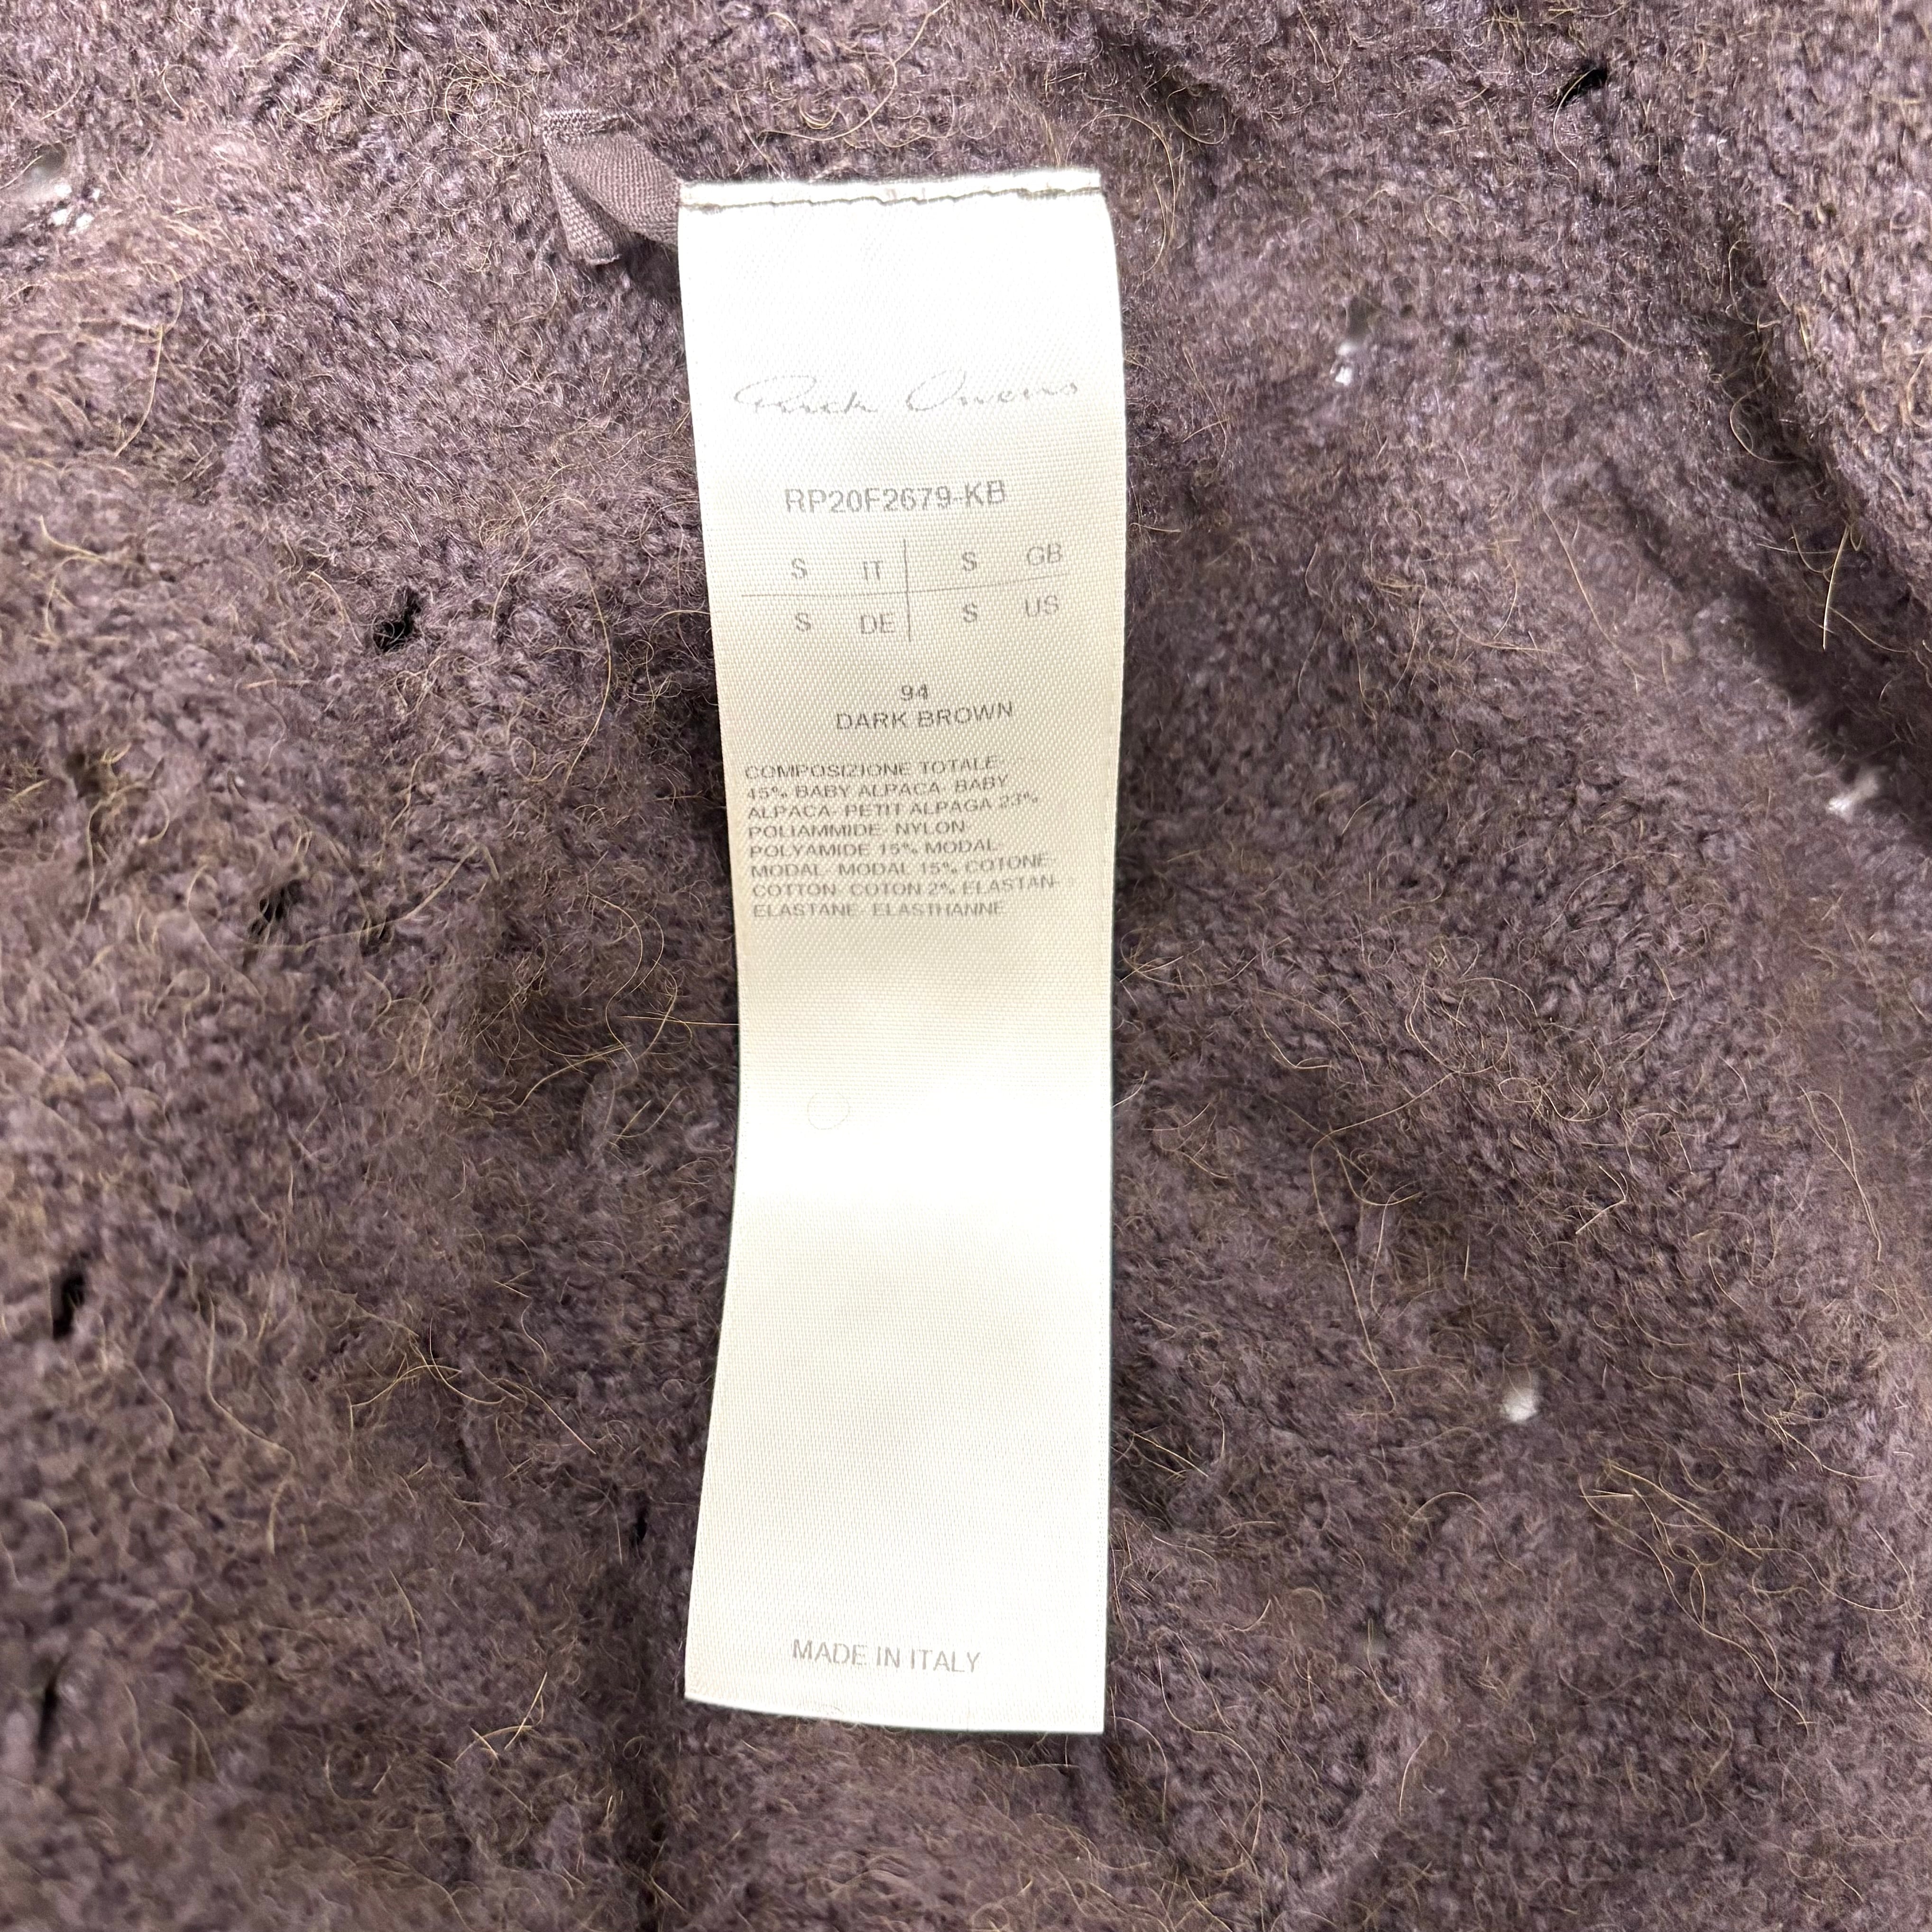 Rick Owens
RP20F2679-KB
S IT S GB
S DE S US
94
DARK BROWN
COMPOSIZIONE TOTALE-
45% BABY ALPACA- BABY
ALPACA- PETIT ALPAGA 23%
POLIAMMIDE- NYLON-
POLYAMIDE 15% MODAL-
MODAL- MODAL 15% COTONE-
COTTON- COTON 2% ELASTAN-
ELASTANE- ELASTHANNE
MADE IN ITALY